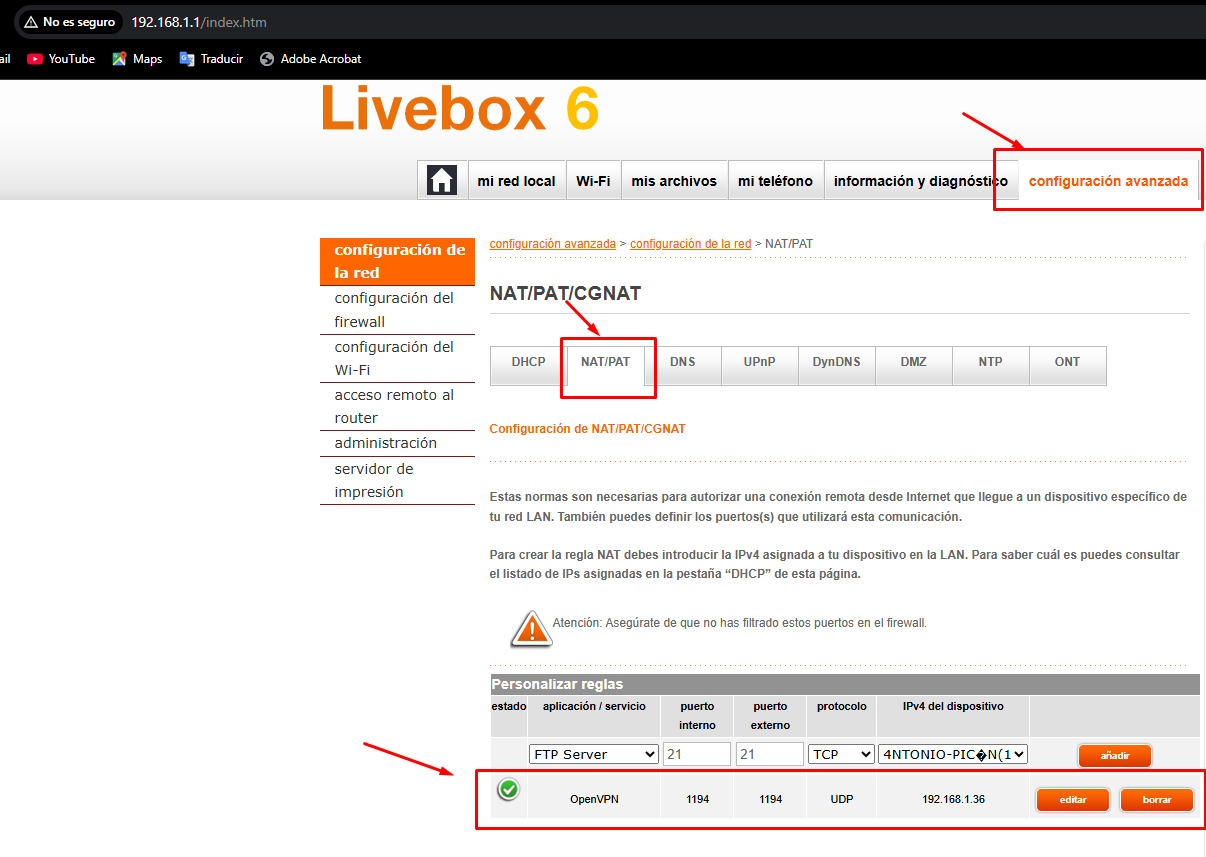 No es seguro 192.168.1.1/index.htm
ail YouTube Maps Traducir Adobe Acrobat
Livebox 6
mi red local Wi-Fi mis archivos mi teléfono información y diagnóstico configuración avanzada
configuración de
la red
configuración del
firewall
configuración del
Wi-Fi
acceso remoto al
router
administración
servidor de
impresión
configuración avanzada > configuración de la red > NAT/PAT
NAT/PAT/CGNAT
DHCP NAT/PAT DNS UPnP DynDNS DMZ NTP ONT
Configuración de NAT/PAT/CGNAT
Estas normas son necesarias para autorizar una conexión remota desde Internet que llegue a un dispositivo específico de
tu red LAN. También puedes definir los puertos(s) que utilizará esta comunicación.
Para crear la regla NAT debes introducir la IPv4 asignada a tu dispositivo en la LAN. Para saber cuál es puedes consultar
el listado de IPs asignadas en la pestaña “DHCP” de esta página.
Atención: Asegúrate de que no has filtrado estos puertos en el firewall.
Personalizar reglas
estado aplicación / servicio puerto interno puerto externo protocolo IPv4 del dispositivo
FTP Server 21 21 TCP 4NTONIO-PIC�N(1 añadir
OpenVPN 1194 1194 UDP 192.168.1.36 editar borrar